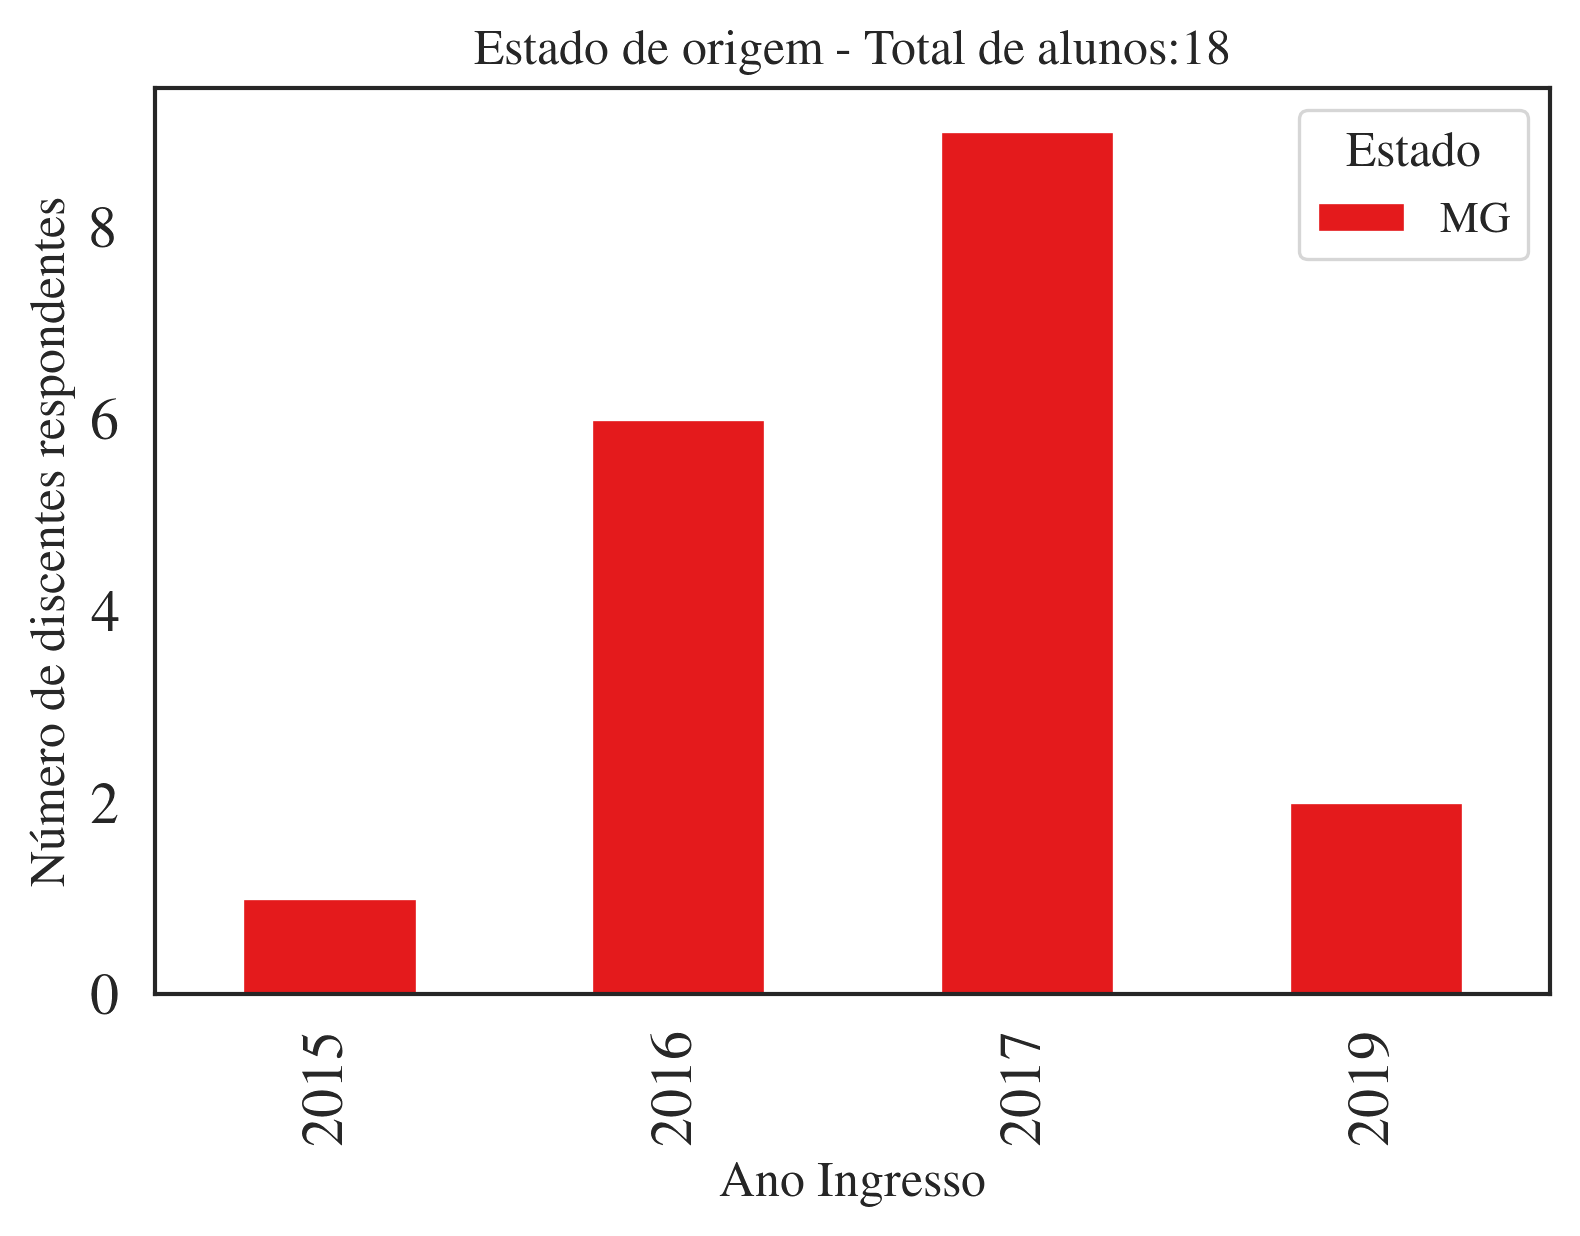 Estado de origem - Total de alunos:18
Estado
MG
Número de discentes respondentes
8
6
4
2
0
2015
2016
2017
2019
Ano Ingresso